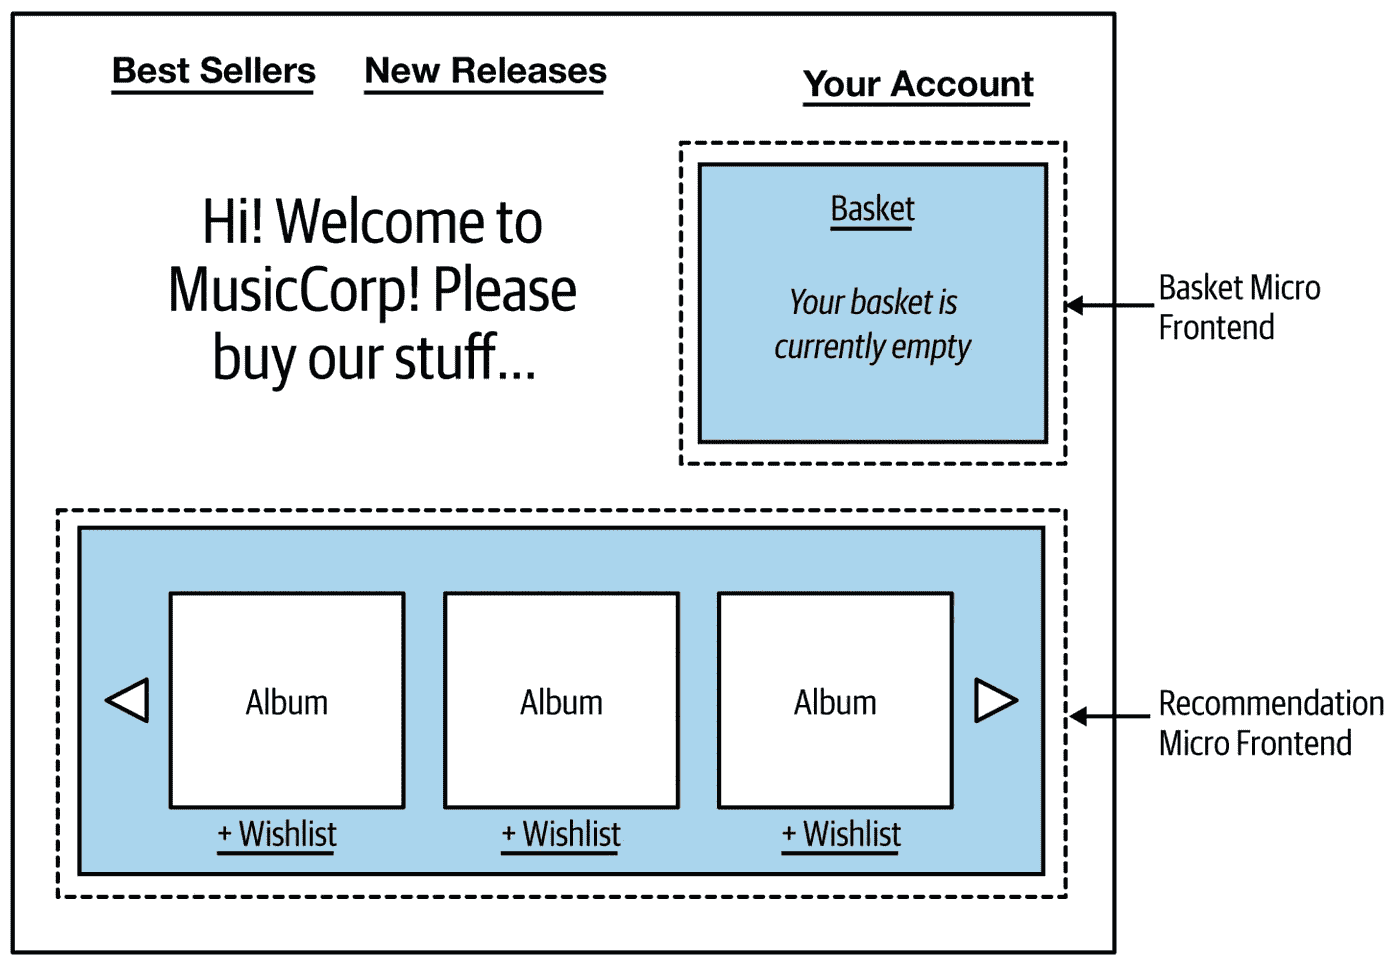 Best Sellers
New Releases
Your Account
Hi! Welcome to
MusicCorp! Please
buy our stuff...
Basket
Your basket is
currently empty
Basket Micro
Frontend
Album
Album
Album
+ Wishlist
+ Wishlist
+ Wishlist
Recommendation
Micro Frontend